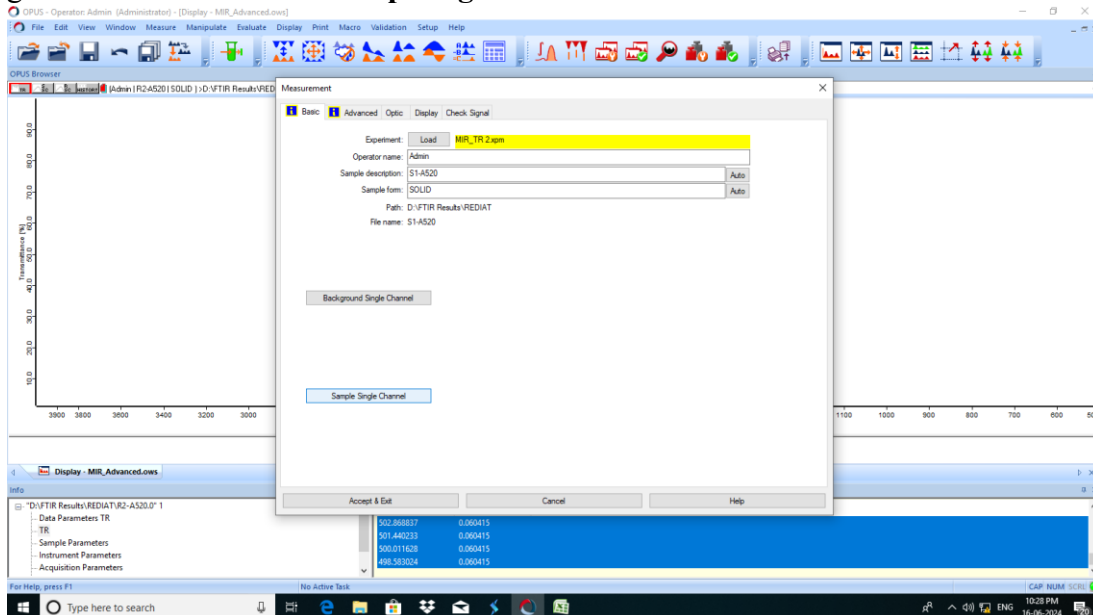 OPUS - Operator: Admin (Administrator) - [Display - MIR_Advanced.ows]
File Edit View Window Measure Manipulate Evaluate Display Print Macro Validation Setup Help
OPUS Browser
[Admin | R2-A520 | SOLID ] >D:\FTIR Results\RED
Measurement
Basic Advanced Optic Display Check Signal
Experiment: Load MIR_TR 2.xpm
Operator name: Admin
Sample description: S1-A520 Auto
Sample form: SOLID Auto
Path: D:\FTIR Results\REDIAT
File name: S1-A520
Background Single Channel
Sample Single Channel
Accept & Exit Cancel Help
Transmittance [%]
90.0
80.0
70.0
60.0
50.0
40.0
30.0
20.0
10.0
3900 3800 3600 3400 3200 3000 1100 1000 900 800 700 600
Display - MIR_Advanced.ows
Info
"D:\FTIR Results\REDIAT\R2-A520.0" 1
Data Parameters TR
TR
Sample Parameters
Instrument Parameters
Acquisition Parameters
502.868837 0.060415
501.440233 0.060415
500.011628 0.060415
498.583024 0.060415
For Help, press F1 No Active Task CAP NUM SCRL
Type here to search
ENG 10:28 PM
16-06-2024